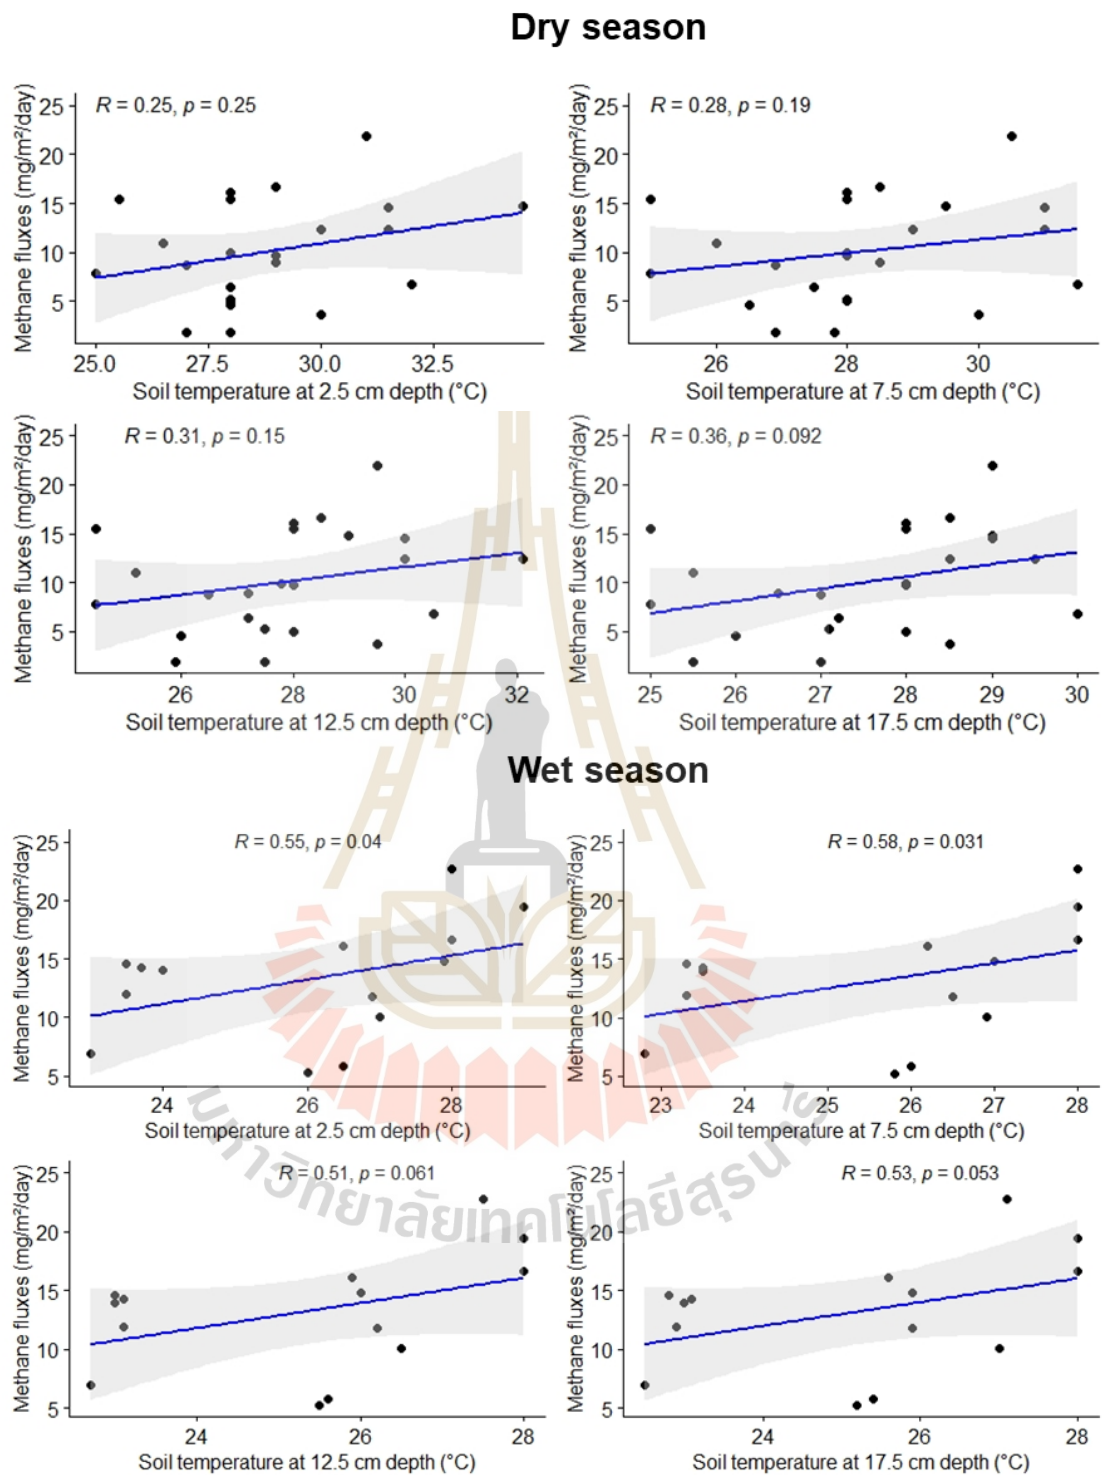 Dry season
R = 0.25, p = 0.25
Methane fluxes (mg/m²/day)
25
20
15
10
5
25.0 27.5 30.0 32.5
Soil temperature at 2.5 cm depth (°C)
R = 0.28, p = 0.19
Methane fluxes (mg/m²/day)
25
20
15
10
5
26 28 30
Soil temperature at 7.5 cm depth (°C)
R = 0.31, p = 0.15
Methane fluxes (mg/m²/day)
25
20
15
10
5
26 28 30 32
Soil temperature at 12.5 cm depth (°C)
R = 0.36, p = 0.092
Methane fluxes (mg/m²/day)
25
20
15
10
5
25 26 27 28 29 30
Soil temperature at 17.5 cm depth (°C)
Wet season
R = 0.55, p = 0.04
Methane fluxes (mg/m²/day)
25
20
15
10
5
24 26 28
Soil temperature at 2.5 cm depth (°C)
R = 0.58, p = 0.031
Methane fluxes (mg/m²/day)
25
20
15
10
5
23 24 25 26 27 28
Soil temperature at 7.5 cm depth (°C)
R = 0.51, p = 0.061
Methane fluxes (mg/m²/day)
25
20
15
10
5
24 26 28
Soil temperature at 12.5 cm depth (°C)
R = 0.53, p = 0.053
Methane fluxes (mg/m²/day)
25
20
15
10
5
24 26 28
Soil temperature at 17.5 cm depth (°C)
มหาวิทยาลัยเทคโนโลยีสุรนารี